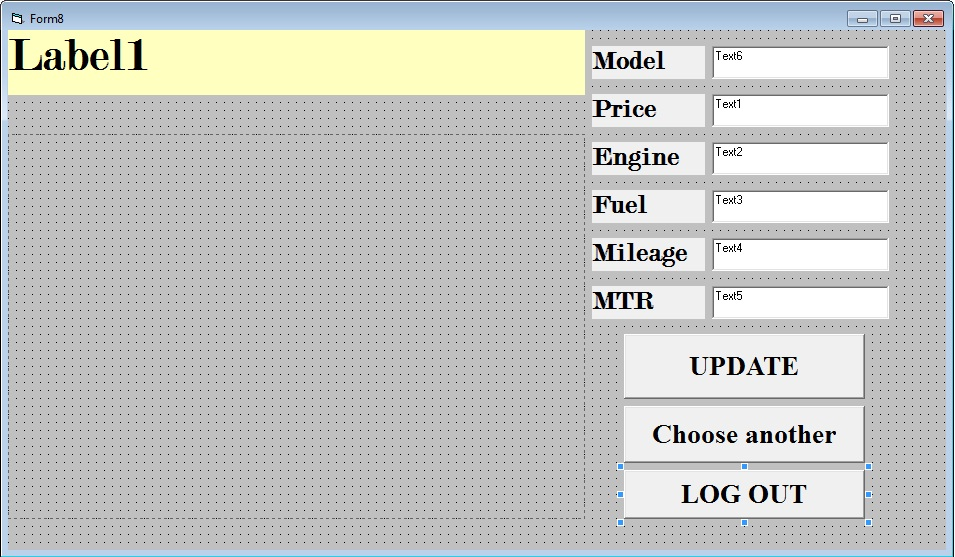 Form8
Label1
Model
Text6
Price
Text1
Engine
Text2
Fuel
Text3
Mileage
Text4
MTR
Text5
UPDATE
Choose another
LOG OUT